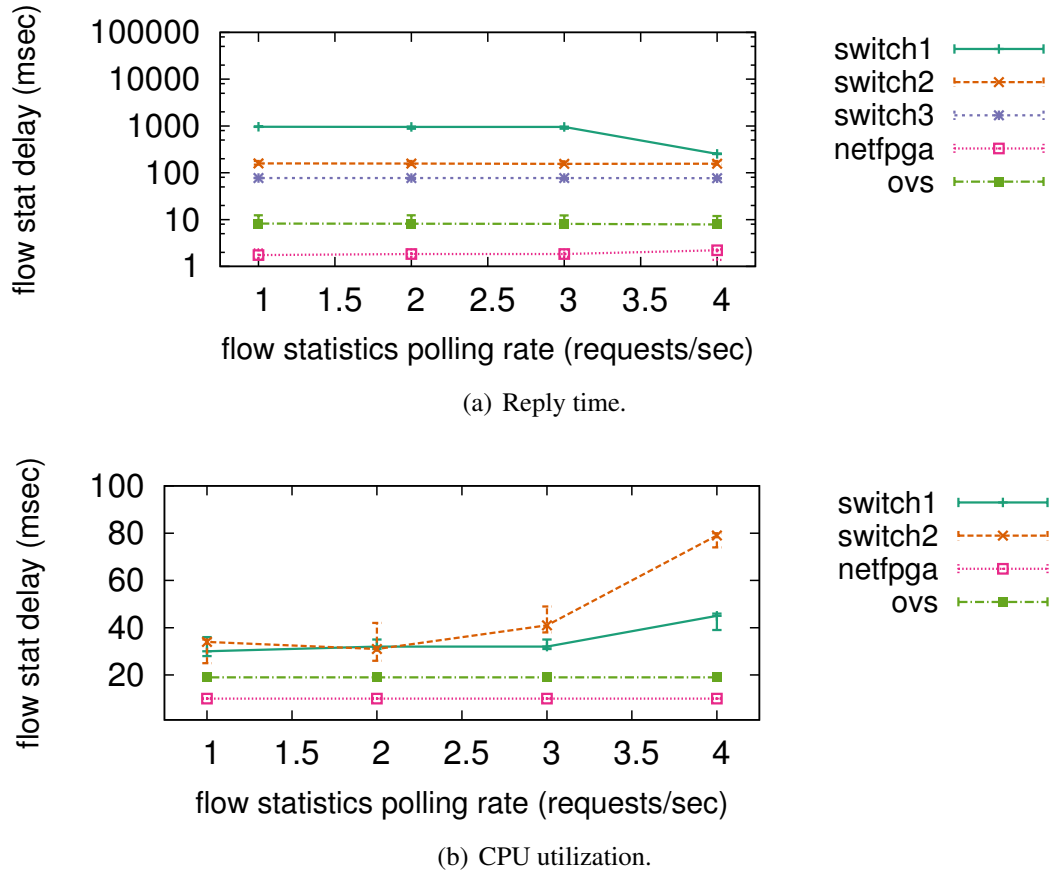 flow stat delay (msec)
100000
10000
1000
100
10
1
1 1.5 2 2.5 3 3.5 4
flow statistics polling rate (requests/sec)
switch1
switch2
switch3
netfpga
ovs
(a) Reply time.
flow stat delay (msec)
100
80
60
40
20
1 1.5 2 2.5 3 3.5 4
flow statistics polling rate (requests/sec)
switch1
switch2
netfpga
ovs
(b) CPU utilization.